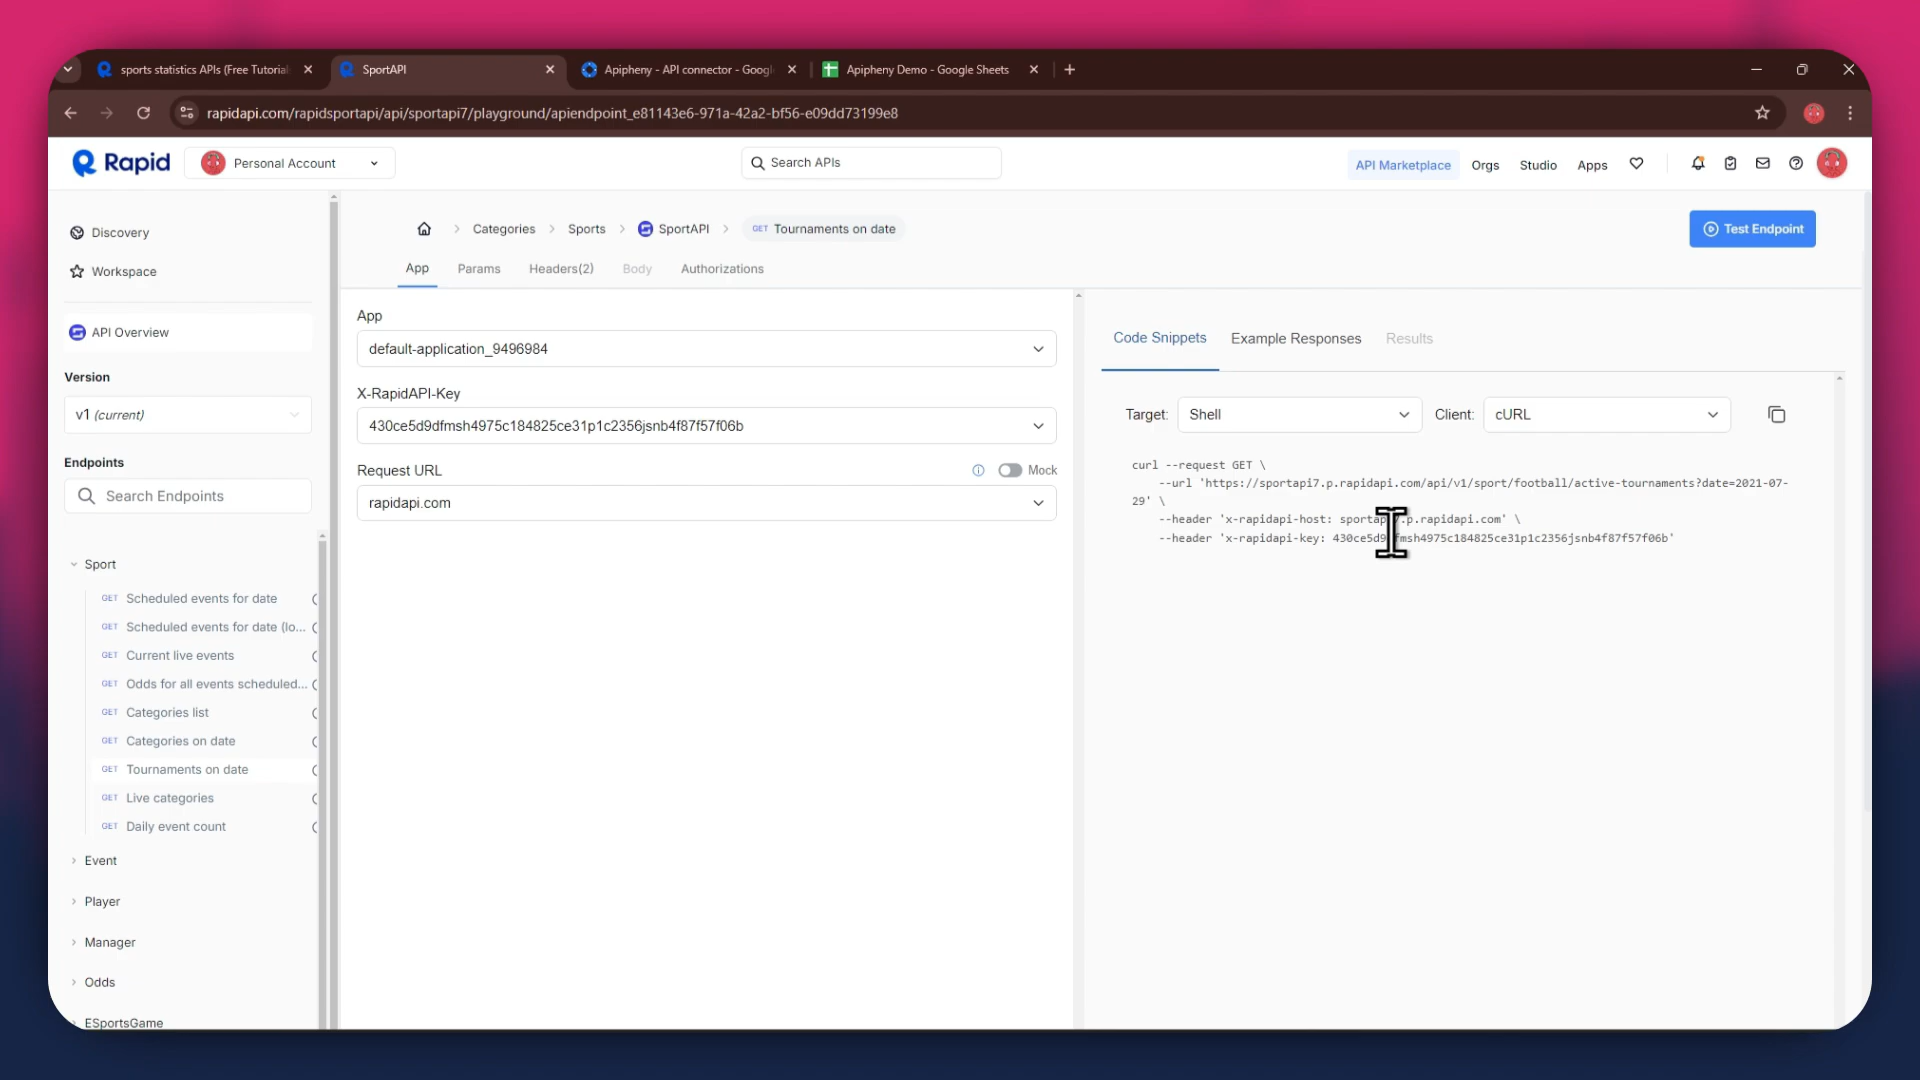 sports statistics APIs (Free Tutorial
SportAPI
Apipheny - API connector - Googl
Apipheny Demo - Google Sheets
rapidapi.com/rapidsportapi/api/sportapi7/playground/apiendpoint_e81143e6-971a-42a2-bf56-e09dd73199e8
Rapid
Personal Account
Search APIs
API Marketplace
Orgs
Studio
Apps
Discovery
Workspace
API Overview
Version
v1 (current)
Endpoints
Search Endpoints
Sport
GET Scheduled events for date
GET Scheduled events for date (lo...
GET Current live events
GET Odds for all events scheduled...
GET Categories list
GET Categories on date
GET Tournaments on date
GET Live categories
GET Daily event count
Event
Player
Manager
Odds
ESportsGame
Categories
Sports
SportAPI
GET Tournaments on date
Test Endpoint
App
Params
Headers(2)
Body
Authorizations
App
default-application_9496984
X-RapidAPI-Key
430ce5d9dfmsh4975c184825ce31p1c2356jsnb4f87f57f06b
Request URL
Mock
rapidapi.com
Code Snippets
Example Responses
Results
Target:
Shell
Client:
cURL
curl --request GET \
--url 'https://sportapi7.p.rapidapi.com/api/v1/sport/football/active-tournaments?date=2021-07-
29' \
--header 'x-rapidapi-host: sportapi7.p.rapidapi.com' \
--header 'x-rapidapi-key: 430ce5d9dfmsh4975c184825ce31p1c2356jsnb4f87f57f06b'